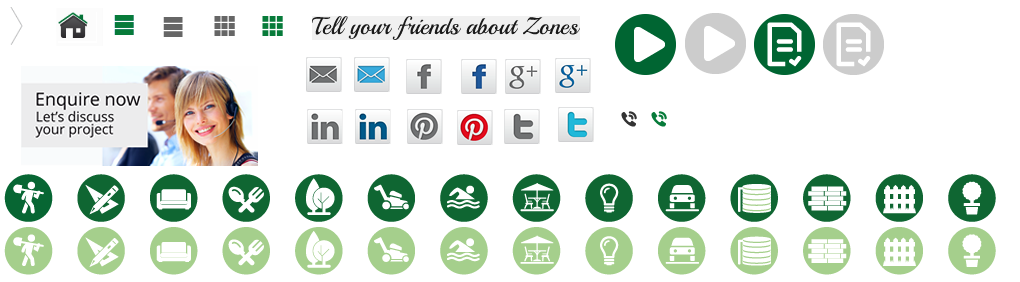 Tell your friends about Zones
Enquire now
Let's discuss
your project
g+
g+
in
in